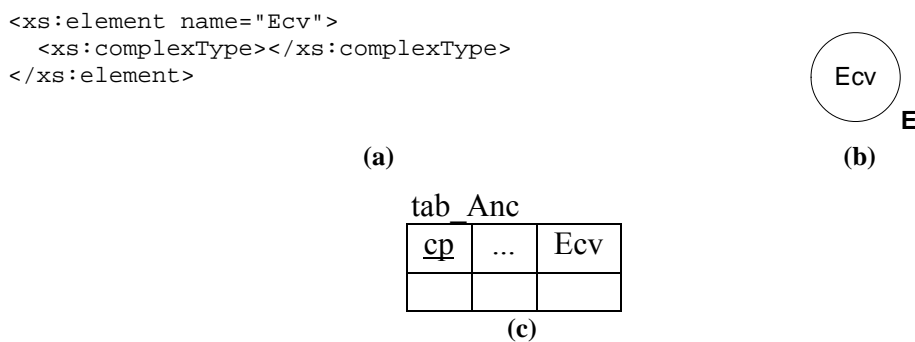 <xs:element name="Ecv">
<xs:complexType></xs:complexType>
</xs:element>
Ecv
E
(a)
(b)
tab_Anc
cp ... Ecv
(c)